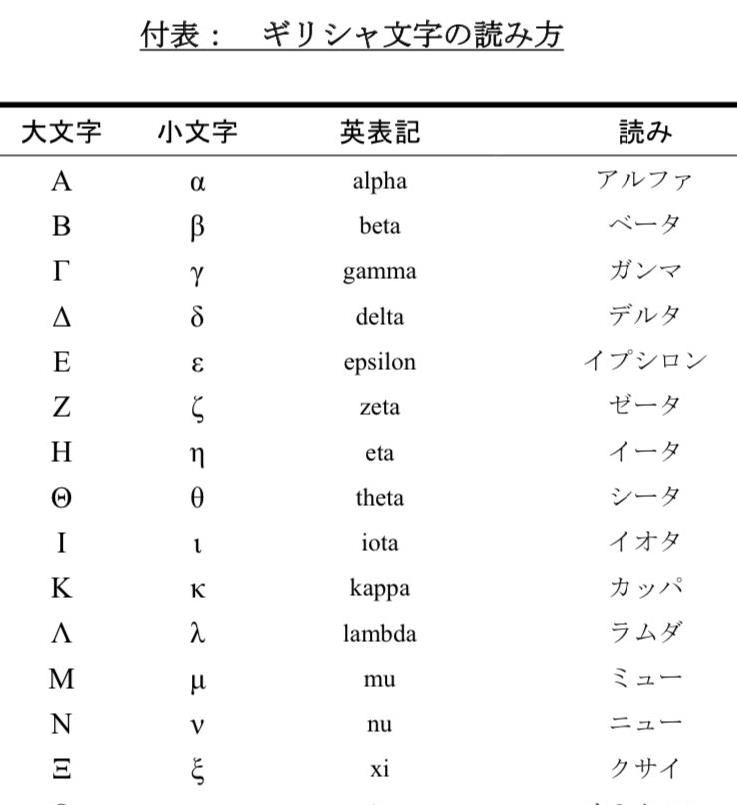 付表：　ギリシャ文字の読み方
大文字 小文字 英表記 読み
Α α alpha アルファ
Β β beta ベータ
Γ γ gamma ガンマ
Δ δ delta デルタ
Ε ε epsilon イプシロン
Ζ ζ zeta ゼータ
Η η eta イータ
Θ θ theta シータ
Ι ι iota イオタ
Κ κ kappa カッパ
Λ λ lambda ラムダ
Μ μ mu ミュー
Ν ν nu ニュー
Ξ ξ xi クサイ